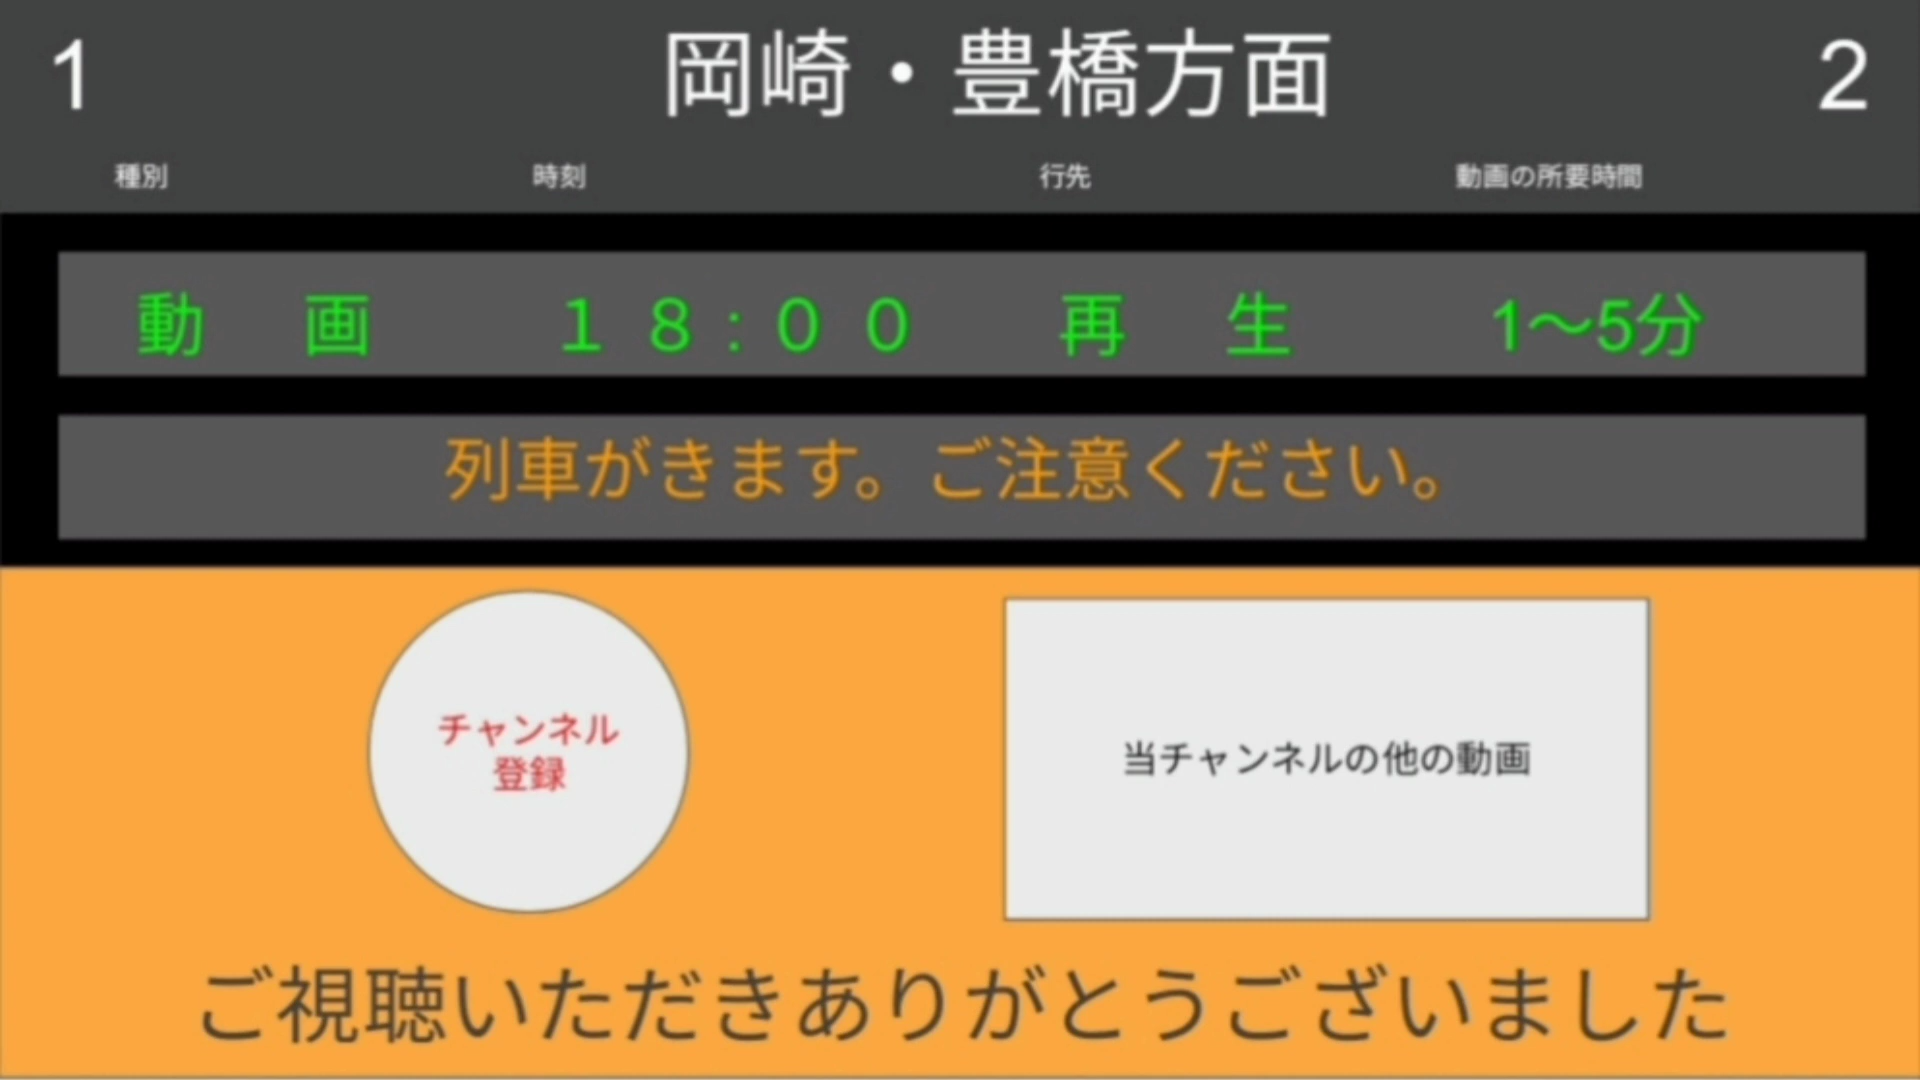 1 岡崎・豊橋方面 2
種別 時刻 行先 動画の所要時間
動画 18:00 再生 1〜5分
列車がきます。ご注意ください。
チャンネル
登録
当チャンネルの他の動画
ご視聴いただきありがとうございました